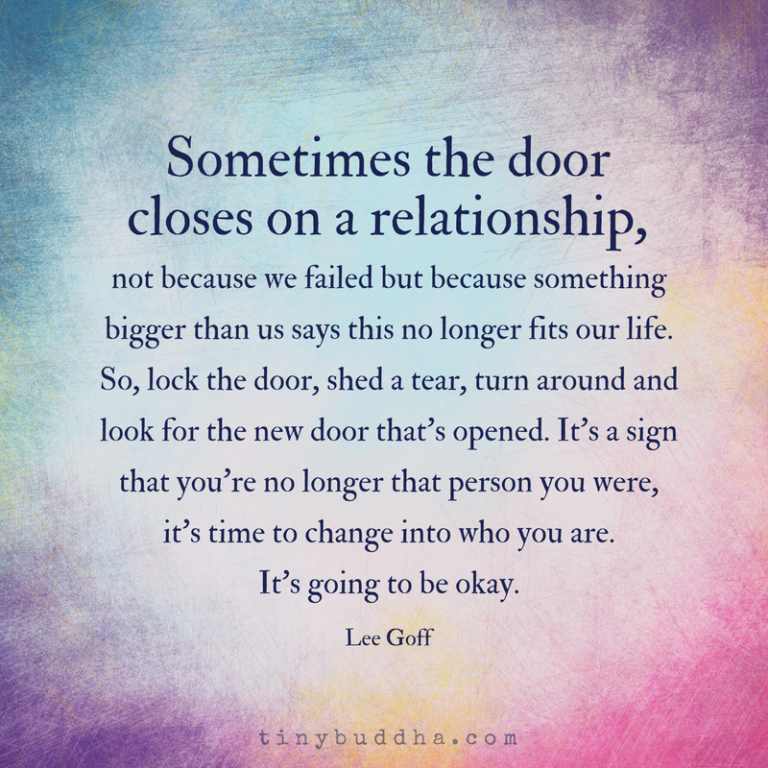 Sometimes the door
closes on a relationship,
not because we failed but because something
bigger than us says this no longer fits our life.
So, lock the door, shed a tear, turn around and
look for the new door that’s opened. It’s a sign
that you’re no longer that person you were,
it’s time to change into who you are.
It’s going to be okay.
Lee Goff
tinybuddha.com